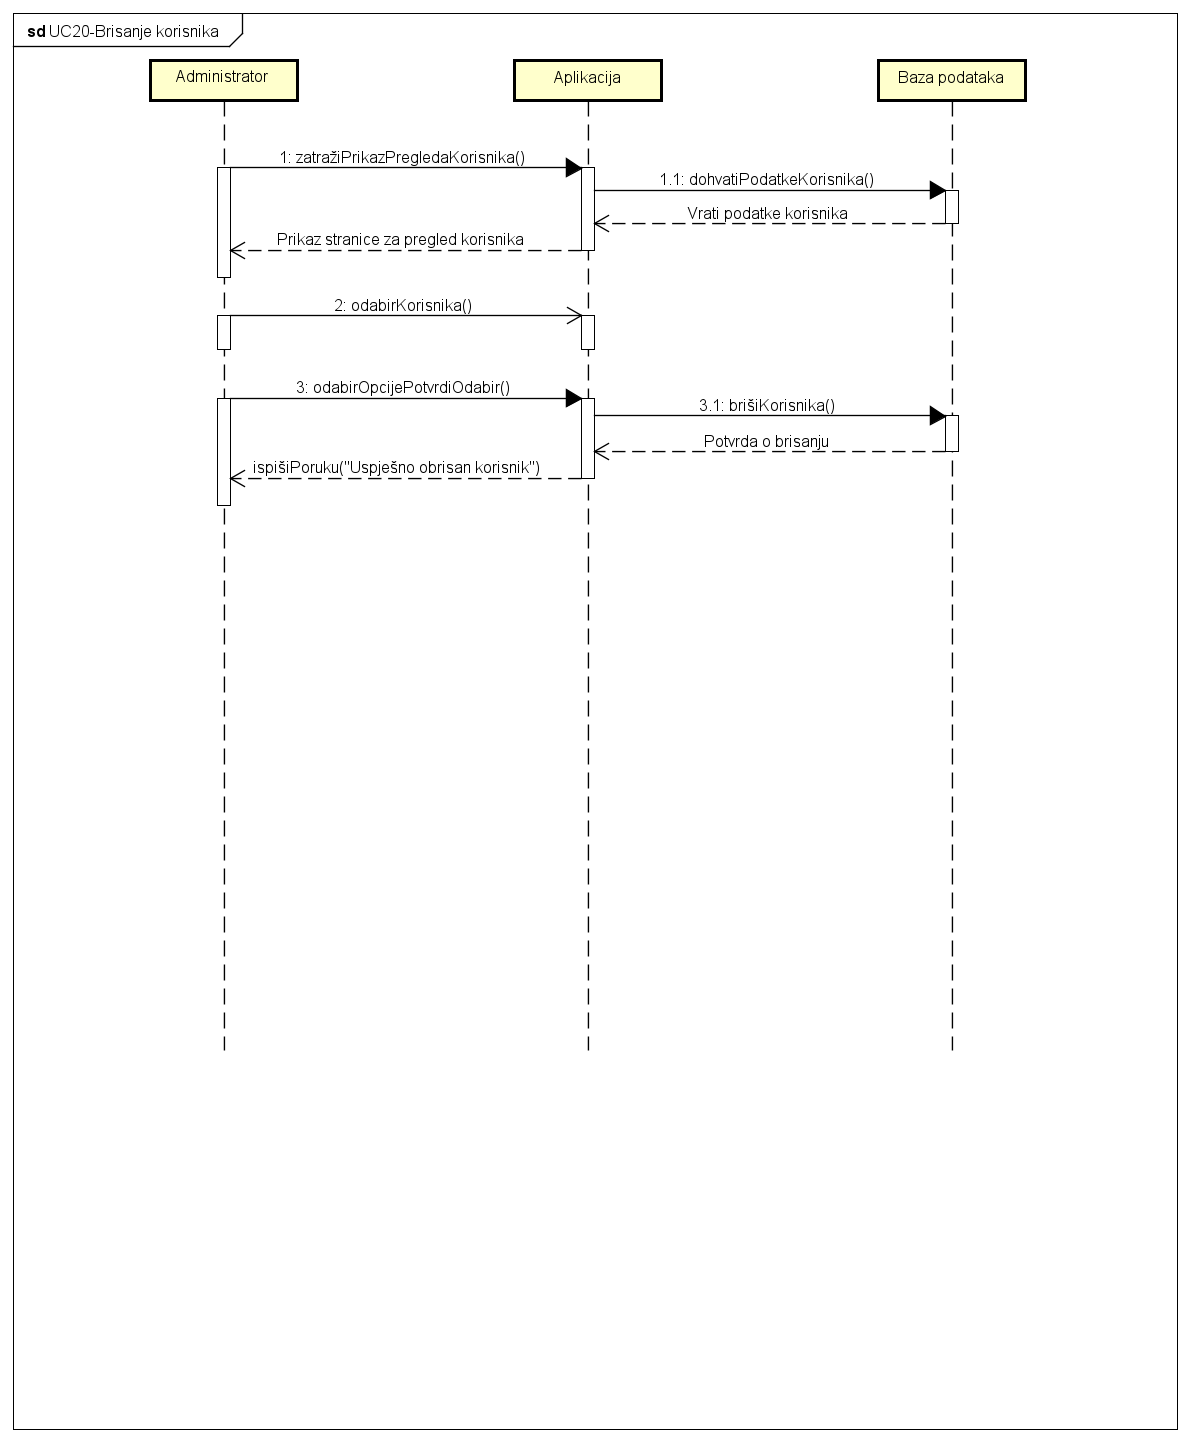 sd UC20-Brisanje korisnika
Administrator
Aplikacija
Baza podataka
1: zatražiPrikazPregledaKorisnika()
1.1: dohvatiPodatkeKorisnika()
Vrati podatke korisnika
Prikaz stranice za pregled korisnika
2: odabirKorisnika()
3: odabirOpcijePotvrdiOdabir()
3.1: brišiKorisnika()
Potvrda o brisanju
ispišiPoruku("Uspješno obrisan korisnik")